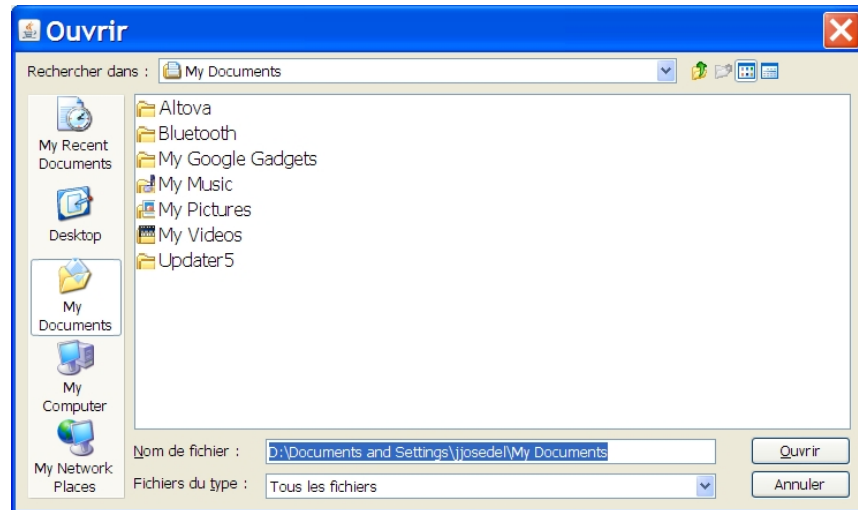 Ouvrir
Rechercher dans :
My Documents
My Recent
Documents
Desktop
My
Documents
My
Computer
My Network
Places
Altova
Bluetooth
My Google Gadgets
My Music
My Pictures
My Videos
Updater5
Nom de fichier :
D:\Documents and Settings\jjosedel\My Documents
Ouvrir
Fichiers du type :
Tous les fichiers
Annuler